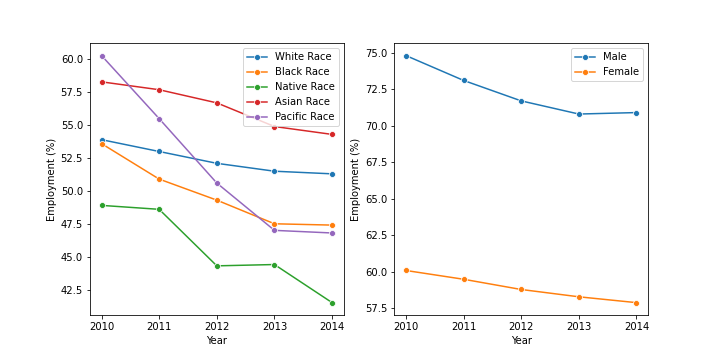 60.0
57.5
55.0
52.5
50.0
47.5
45.0
42.5
Employment (%)
2010 2011 2012 2013 2014
Year
White Race
Black Race
Native Race
Asian Race
Pacific Race
75.0
72.5
70.0
67.5
65.0
62.5
60.0
57.5
Employment (%)
2010 2011 2012 2013 2014
Year
Male
Female